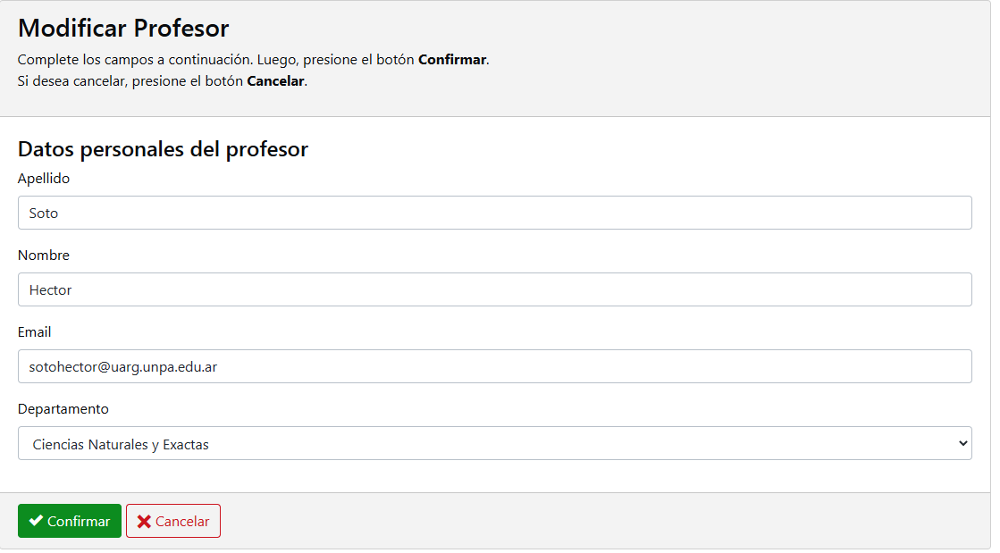 Modificar Profesor
Complete los campos a continuación. Luego, presione el botón Confirmar.
Si desea cancelar, presione el botón Cancelar.
Datos personales del profesor
Apellido
Soto
Nombre
Hector
Email
sotohector@uarg.unpa.edu.ar
Departamento
Ciencias Naturales y Exactas
Confirmar Cancelar